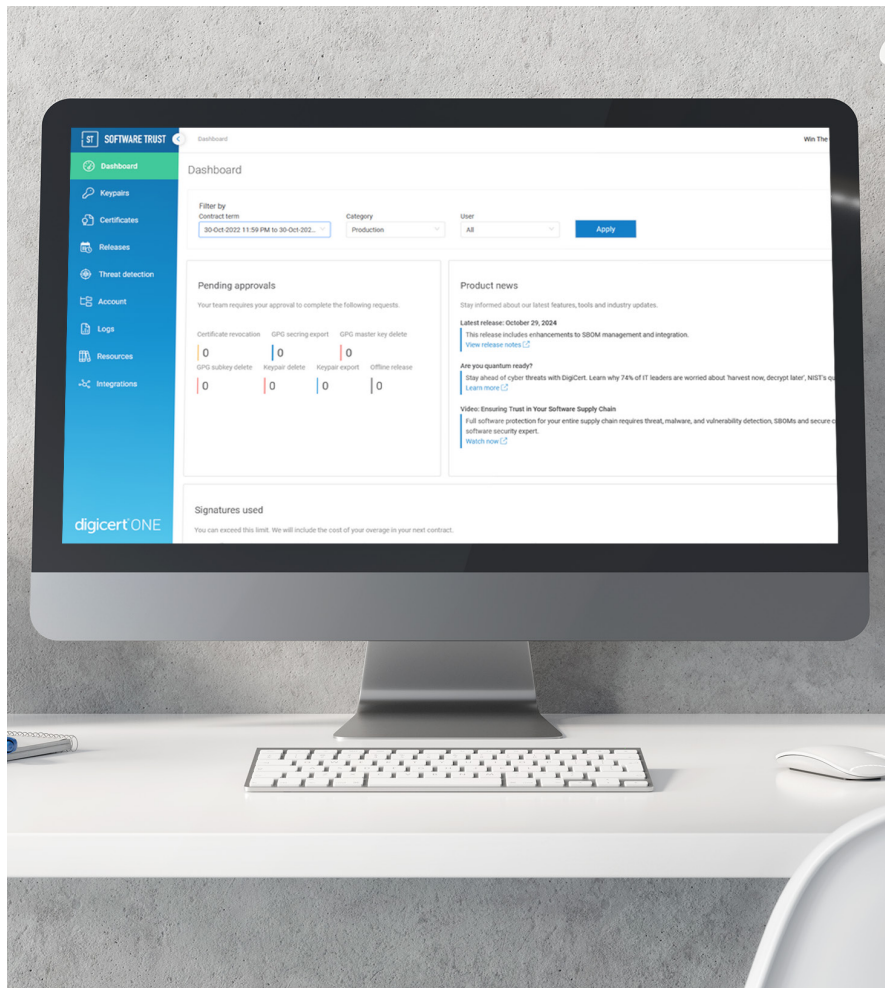 ST SOFTWARE TRUST
Dashboard
Keypairs
Certificates
Releases
Threat detection
Account
Logs
Resources
Integrations
digicert ONE
Dashboard
Win The
Dashboard
Filter by
Contract term
Category
User
30-Oct-2022 11:59 PM to 30-Oct-202...
Production
All
Apply
Pending approvals
Your team requires your approval to complete the following requests.
Certificate revocation GPG secring export GPG master key delete
0 0 0
GPG subkey delete Keypair delete Keypair export Offline release
0 0 0 0
Product news
Stay informed about our latest features, tools and industry updates.
Latest release: October 29, 2024
This release includes enhancements to SBOM management and integration.
View release notes
Are you quantum ready?
Stay ahead of cyber threats with DigiCert. Learn why 74% of IT leaders are worried about 'harvest now, decrypt later', NIST's qu
Learn more
Video: Ensuring Trust in Your Software Supply Chain
Full software protection for your entire supply chain requires threat, malware, and vulnerability detection, SBOMs and secure c
software security expert.
Watch now
Signatures used
You can exceed this limit. We will include the cost of your overage in your next contract.